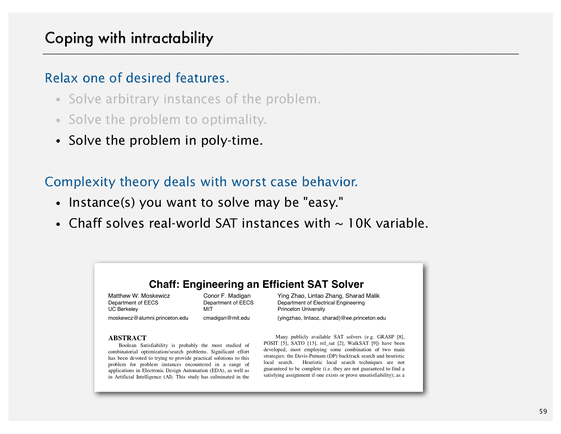 Coping with intractability
Relax one of desired features.
• Solve arbitrary instances of the problem.
• Solve the problem to optimality.
• Solve the problem in poly-time.
Complexity theory deals with worst case behavior.
• Instance(s) you want to solve may be "easy."
• Chaff solves real-world SAT instances with ~ 10K variable.
Chaff: Engineering an Efficient SAT Solver
Matthew W. Moskewicz
Department of EECS
UC Berkeley
moskewcz@alumni.princeton.edu
Conor F. Madigan
Department of EECS
MIT
cmadigan@mit.edu
Ying Zhao, Lintao Zhang, Sharad Malik
Department of Electrical Engineering
Princeton University
{yingzhao, lintaoz, sharad}@ee.princeton.edu
ABSTRACT
Boolean Satisfiability is probably the most studied of
combinatorial optimization/search problems. Significant effort
has been devoted to trying to provide practical solutions to this
problem for problem instances encountered in a range of
applications in Electronic Design Automation (EDA), as well as
in Artificial Intelligence (AI). This study has culminated in the
Many publicly available SAT solvers (e.g. GRASP [8],
POSIT [5], SATO [13], rel_sat [2], WalkSAT [9]) have been
developed, most employing some combination of two main
strategies: the Davis-Putnam (DP) backtrack search and heuristic
local search. Heuristic local search techniques are not
guaranteed to be complete (i.e. they are not guaranteed to find a
satisfying assignment if one exists or prove unsatisfiability); as a
59